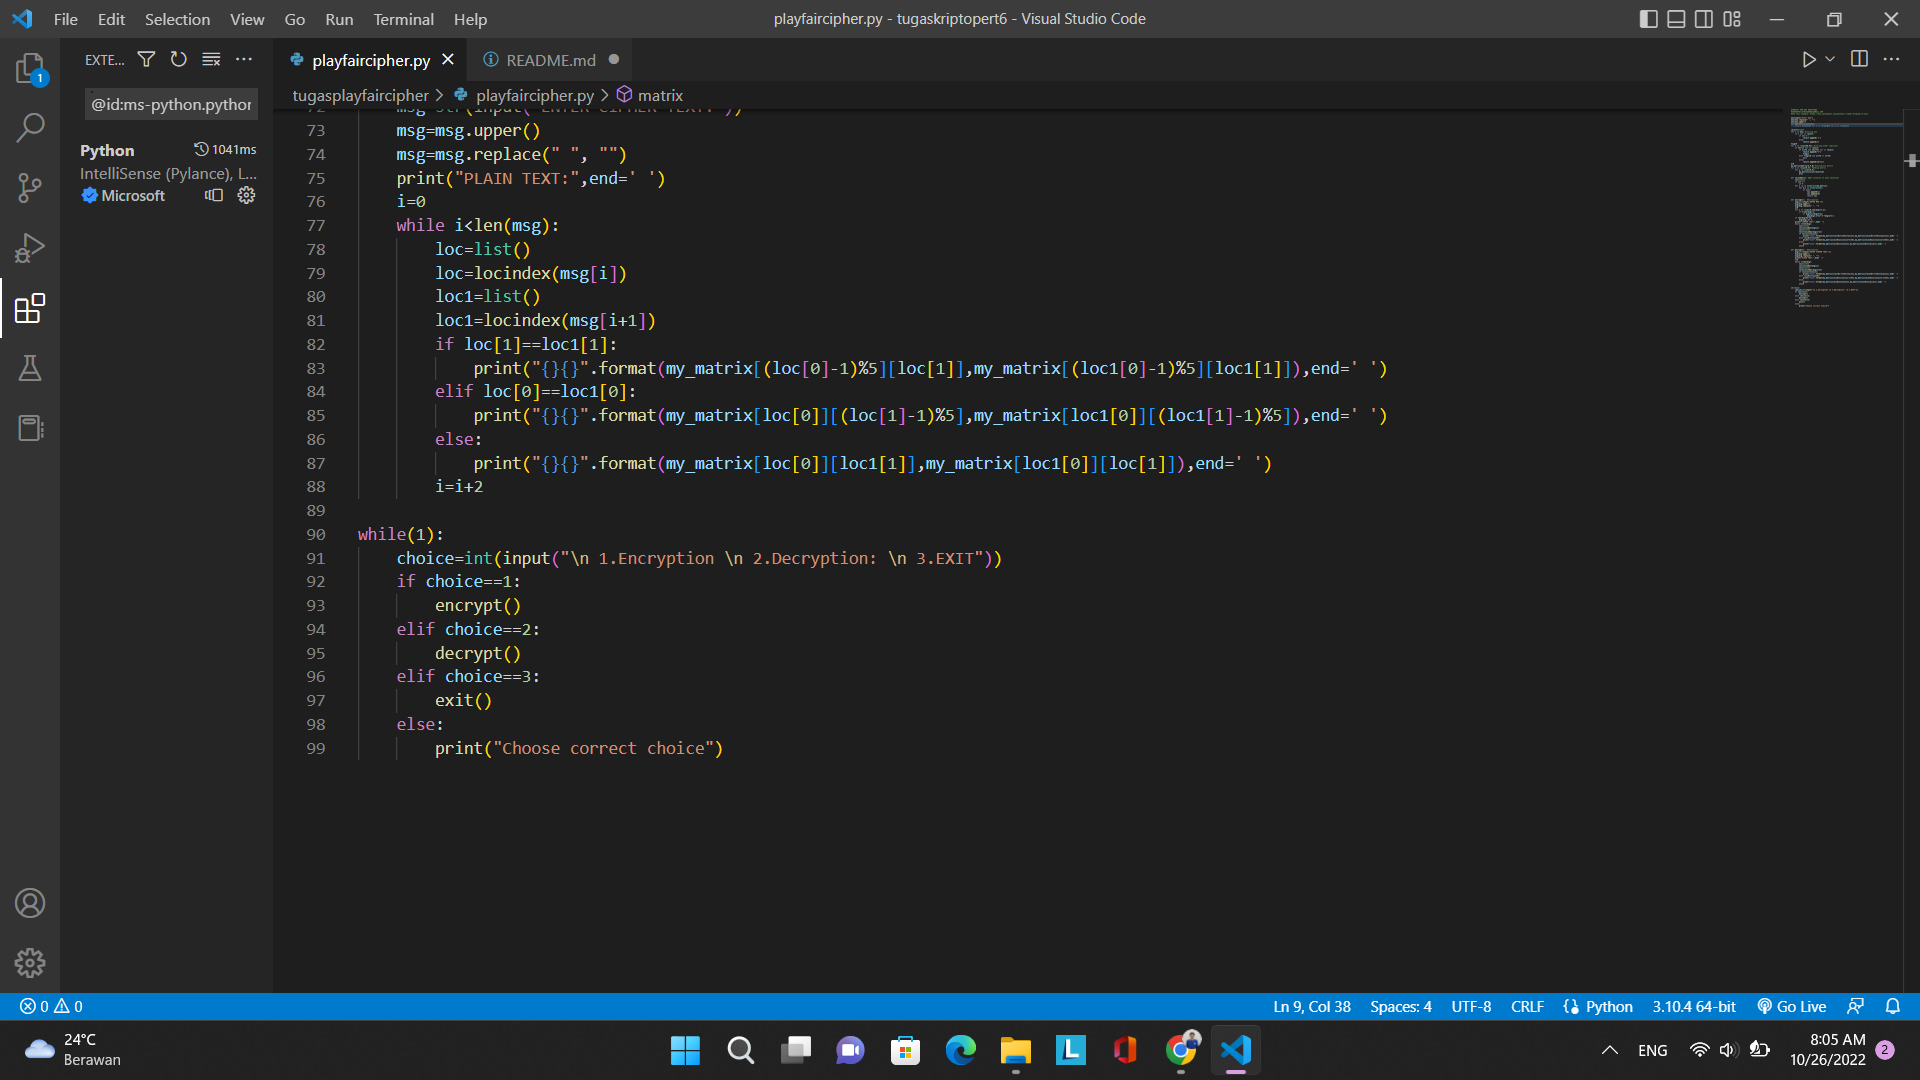 File Edit Selection View Go Run Terminal Help
playfaircipher.py - tugaskriptopert6 - Visual Studio Code
EXTE...
playfaircipher.py
README.md
1
@id:ms-python.python
tugasplayfaircipher > playfaircipher.py > matrix
Python 1041ms
IntelliSense (Pylance), L...
Microsoft
72 msg=str(input("ENTER CIPHER TEXT:"))
73 msg=msg.upper()
74 msg=msg.replace(" ", "")
75 print("PLAIN TEXT:",end=' ')
76 i=0
77 while i<len(msg):
78 loc=list()
79 loc=locindex(msg[i])
80 loc1=list()
81 loc1=locindex(msg[i+1])
82 if loc[1]==loc1[1]:
83 print("{}{}".format(my_matrix[(loc[0]-1)%5][loc[1]],my_matrix[(loc1[0]-1)%5][loc1[1]]),end=' ')
84 elif loc[0]==loc1[0]:
85 print("{}{}".format(my_matrix[loc[0]][(loc[1]-1)%5],my_matrix[loc1[0]][(loc1[1]-1)%5]),end=' ')
86 else:
87 print("{}{}".format(my_matrix[loc[0]][loc1[1]],my_matrix[loc1[0]][loc[1]]),end=' ')
88 i=i+2
89
90 while(1):
91 choice=int(input("\n 1.Encryption \n 2.Decryption: \n 3.EXIT"))
92 if choice==1:
93 encrypt()
94 elif choice==2:
95 decrypt()
96 elif choice==3:
97 exit()
98 else:
99 print("Choose correct choice")
0 0
Ln 9, Col 38 Spaces: 4 UTF-8 CRLF {} Python 3.10.4 64-bit Go Live
24°C
Berawan
ENG
8:05 AM
10/26/2022
2